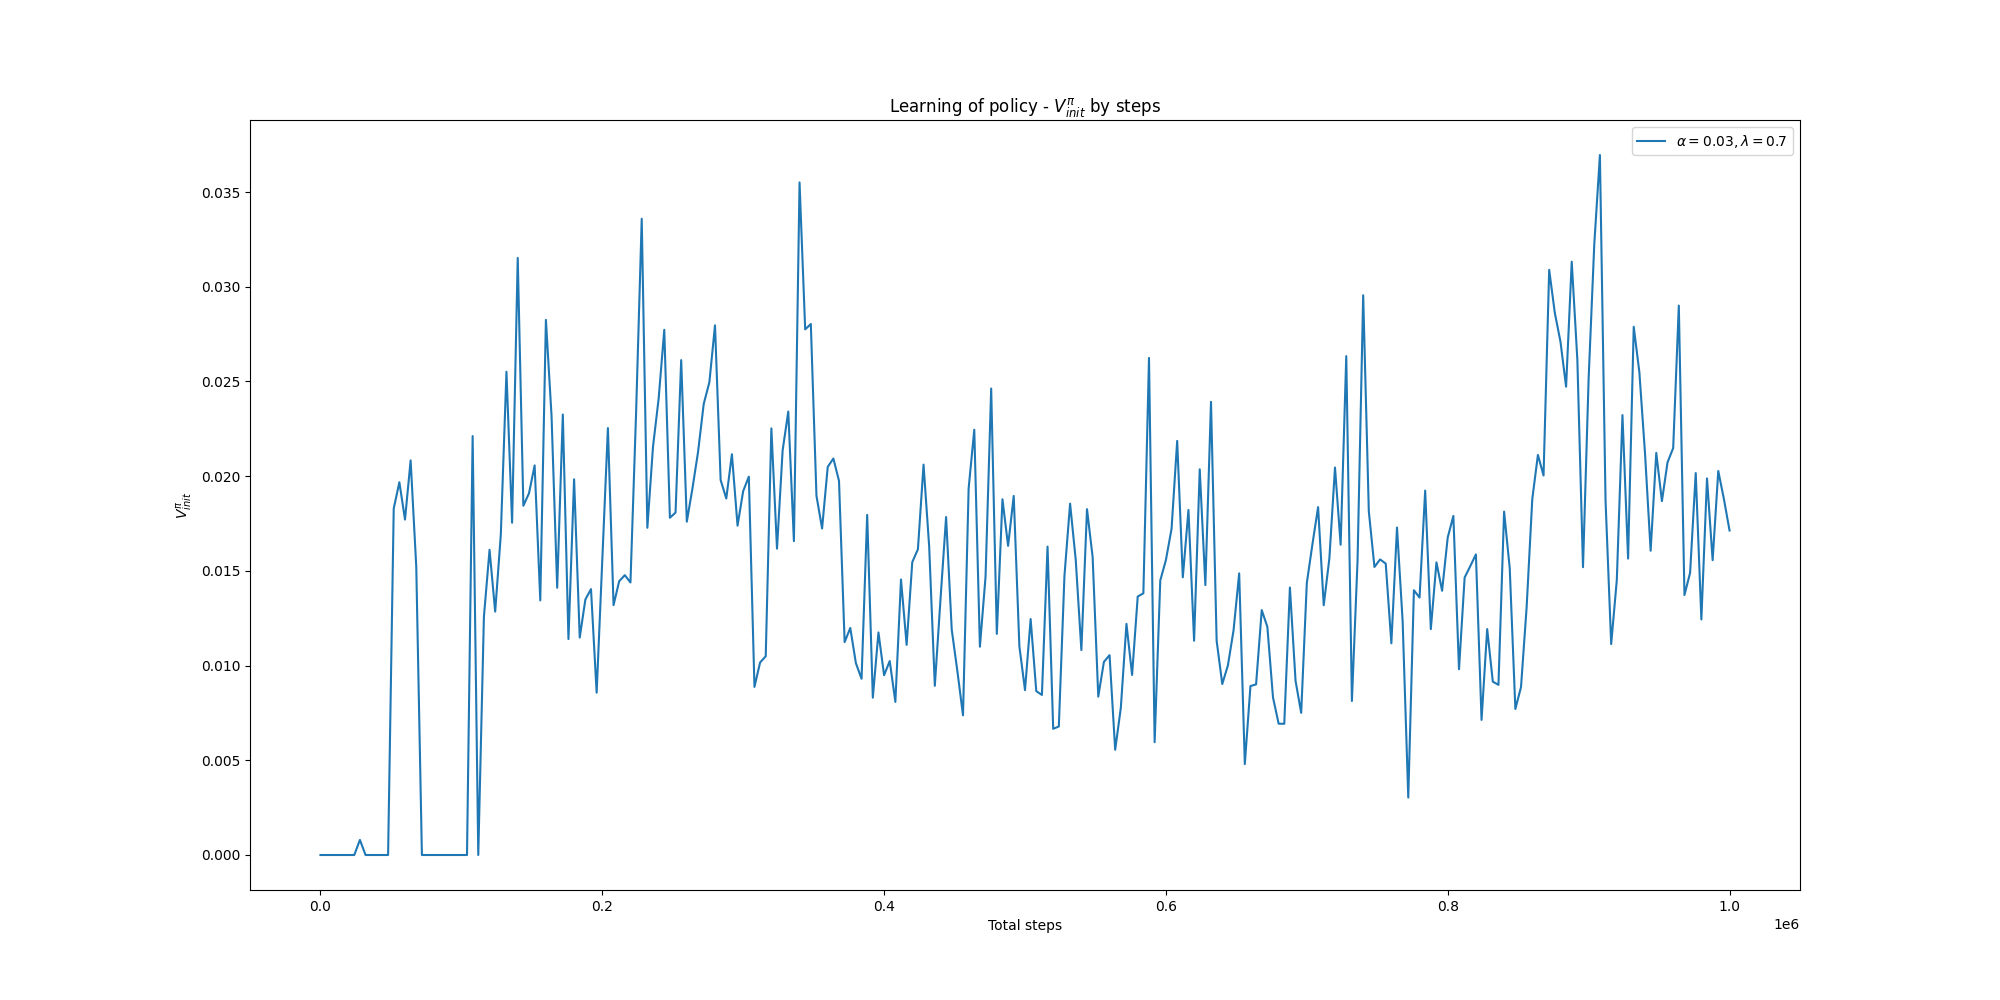 Learning of policy - $V^{\pi}_{init}$ by steps
$\alpha = 0.03, \lambda = 0.7$
$V^{\pi}_{init}$
0.035
0.030
0.025
0.020
0.015
0.010
0.005
0.000
0.0 0.2 0.4 0.6 0.8 1.0
Total steps
1e6